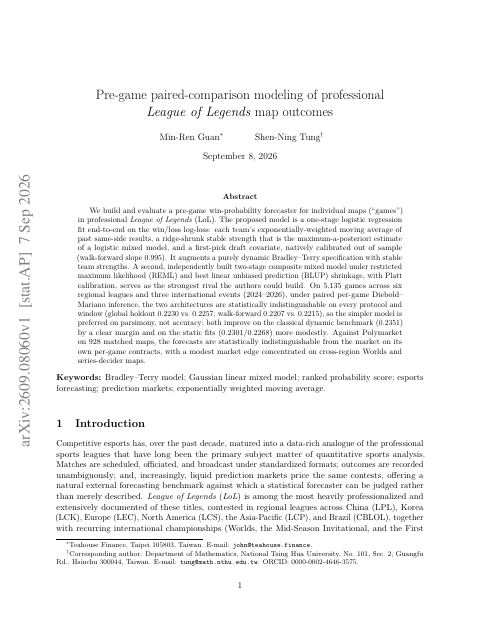 Pre-game paired-comparison modeling of professional
League of Legends map outcomes
Min-Ren Guan* Shen-Ning Tung†
September 8, 2026
arXiv:2609.08060v1 [stat.AP] 7 Sep 2026
Abstract
We build and evaluate a pre-game win-probability forecaster for individual maps (“games”)
in professional League of Legends (LoL). The proposed model is a one-stage logistic regression
fit end-to-end on the win/loss log-loss: each team’s exponentially-weighted moving average of
past same-side results, a ridge-shrunk stable strength that is the maximum-a-posteriori estimate
of a logistic mixed model, and a first-pick draft covariate, natively calibrated out of sample
(walk-forward slope 0.995). It augments a purely dynamic Bradley–Terry specification with stable
team strengths. A second, independently built two-stage composite mixed model under restricted
maximum likelihood (REML) and best linear unbiased prediction (BLUP) shrinkage, with Platt
calibration, serves as the strongest rival the authors could build. On 5,135 games across six
regional leagues and three international events (2024–2026), under paired per-game Diebold–
Mariano inference, the two architectures are statistically indistinguishable on every protocol and
window (global holdout 0.2230 vs. 0.2257; walk-forward 0.2207 vs. 0.2215), so the simpler model is
preferred on parsimony, not accuracy; both improve on the classical dynamic benchmark (0.2351)
by a clear margin and on the static fits (0.2301/0.2268) more modestly. Against Polymarket
on 928 matched maps, the forecasts are statistically indistinguishable from the market on its
own per-game contracts, with a modest market edge concentrated on cross-region Worlds and
series-decider maps.
Keywords: Bradley–Terry model; Gaussian linear mixed model; ranked probability score; esports
forecasting; prediction markets; exponentially weighted moving average.
1 Introduction
Competitive esports has, over the past decade, matured into a data-rich analogue of the professional
sports leagues that have long been the primary subject matter of quantitative sports analysis.
Matches are scheduled, officiated, and broadcast under standardized formats; outcomes are recorded
unambiguously; and, increasingly, liquid prediction markets price the same contests, offering a
natural external forecasting benchmark against which a statistical forecaster can be judged rather
than merely described. League of Legends (LoL) is among the most heavily professionalized and
extensively documented of these titles, contested in regional leagues across China (LPL), Korea
(LCK), Europe (LEC), North America (LCS), the Asia-Pacific (LCP), and Brazil (CBLOL), together
with recurring international championships (Worlds, the Mid-Season Invitational, and the First
*Teahouse Finance, Taipei 105803, Taiwan. E-mail: john@teahouse.finance.
†Corresponding author. Department of Mathematics, National Tsing Hua University, No. 101, Sec. 2, Guangfu
Rd., Hsinchu 300044, Taiwan. E-mail: tung@math.nthu.edu.tw. ORCID: 0000-0002-4646-3575.
1